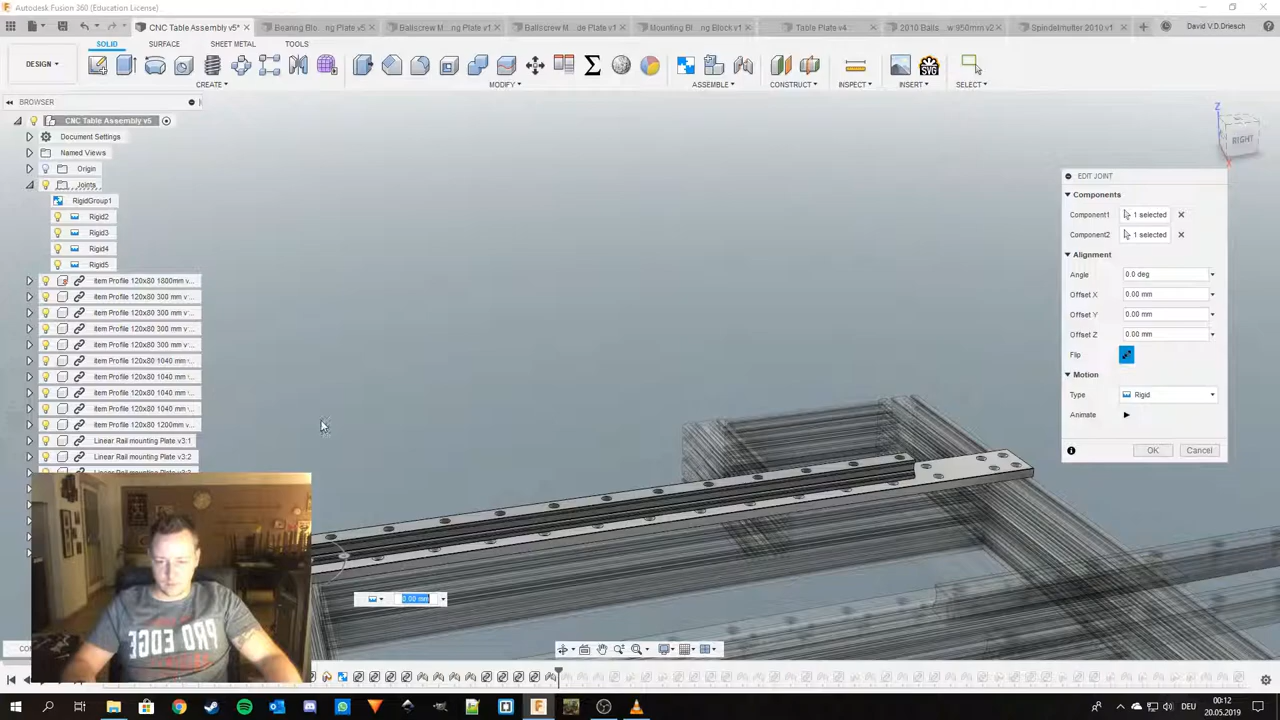 Autodesk Fusion 360 (Education License)
CNC Table Assembly v5*
Bearing Blo...ng Plate v5*
Ballscrew M...ng Plate v1*
Ballscrew M...de Plate v1*
Mounting Bl...ng Block v1*
Table Plate v4
2010 Balls...w 950mm v2*
Spindelmutter 2010 v1
David V.D.Driesch
SOLID SURFACE SHEET METAL TOOLS
DESIGN
CREATE MODIFY ASSEMBLE CONSTRUCT INSPECT INSERT SELECT
SVG
BROWSER
CNC Table Assembly v5
Document Settings
Named Views
Origin
Joints
RigidGroup1
Rigid2
Rigid3
Rigid4
Rigid5
item Profile 120x80 1800mm v...
item Profile 120x80 300 mm v...
item Profile 120x80 300 mm v...
item Profile 120x80 300 mm v...
item Profile 120x80 300 mm v...
item Profile 120x80 1040 mm v...
item Profile 120x80 1040 mm v...
item Profile 120x80 1040 mm v...
item Profile 120x80 1040 mm v...
item Profile 120x80 1200mm v...
Linear Rail mounting Plate v3:1
Linear Rail mounting Plate v3:2
Z
RIGHT
X
EDIT JOINT
Components
Component1 1 selected
Component2 1 selected
Alignment
Angle 0.0 deg
Offset X 0.00 mm
Offset Y 0.00 mm
Offset Z 0.00 mm
Flip
Motion
Type Rigid
Animate
OK Cancel
0.00 mm
PRO EDGE
DEU
00:12
20.05.2019